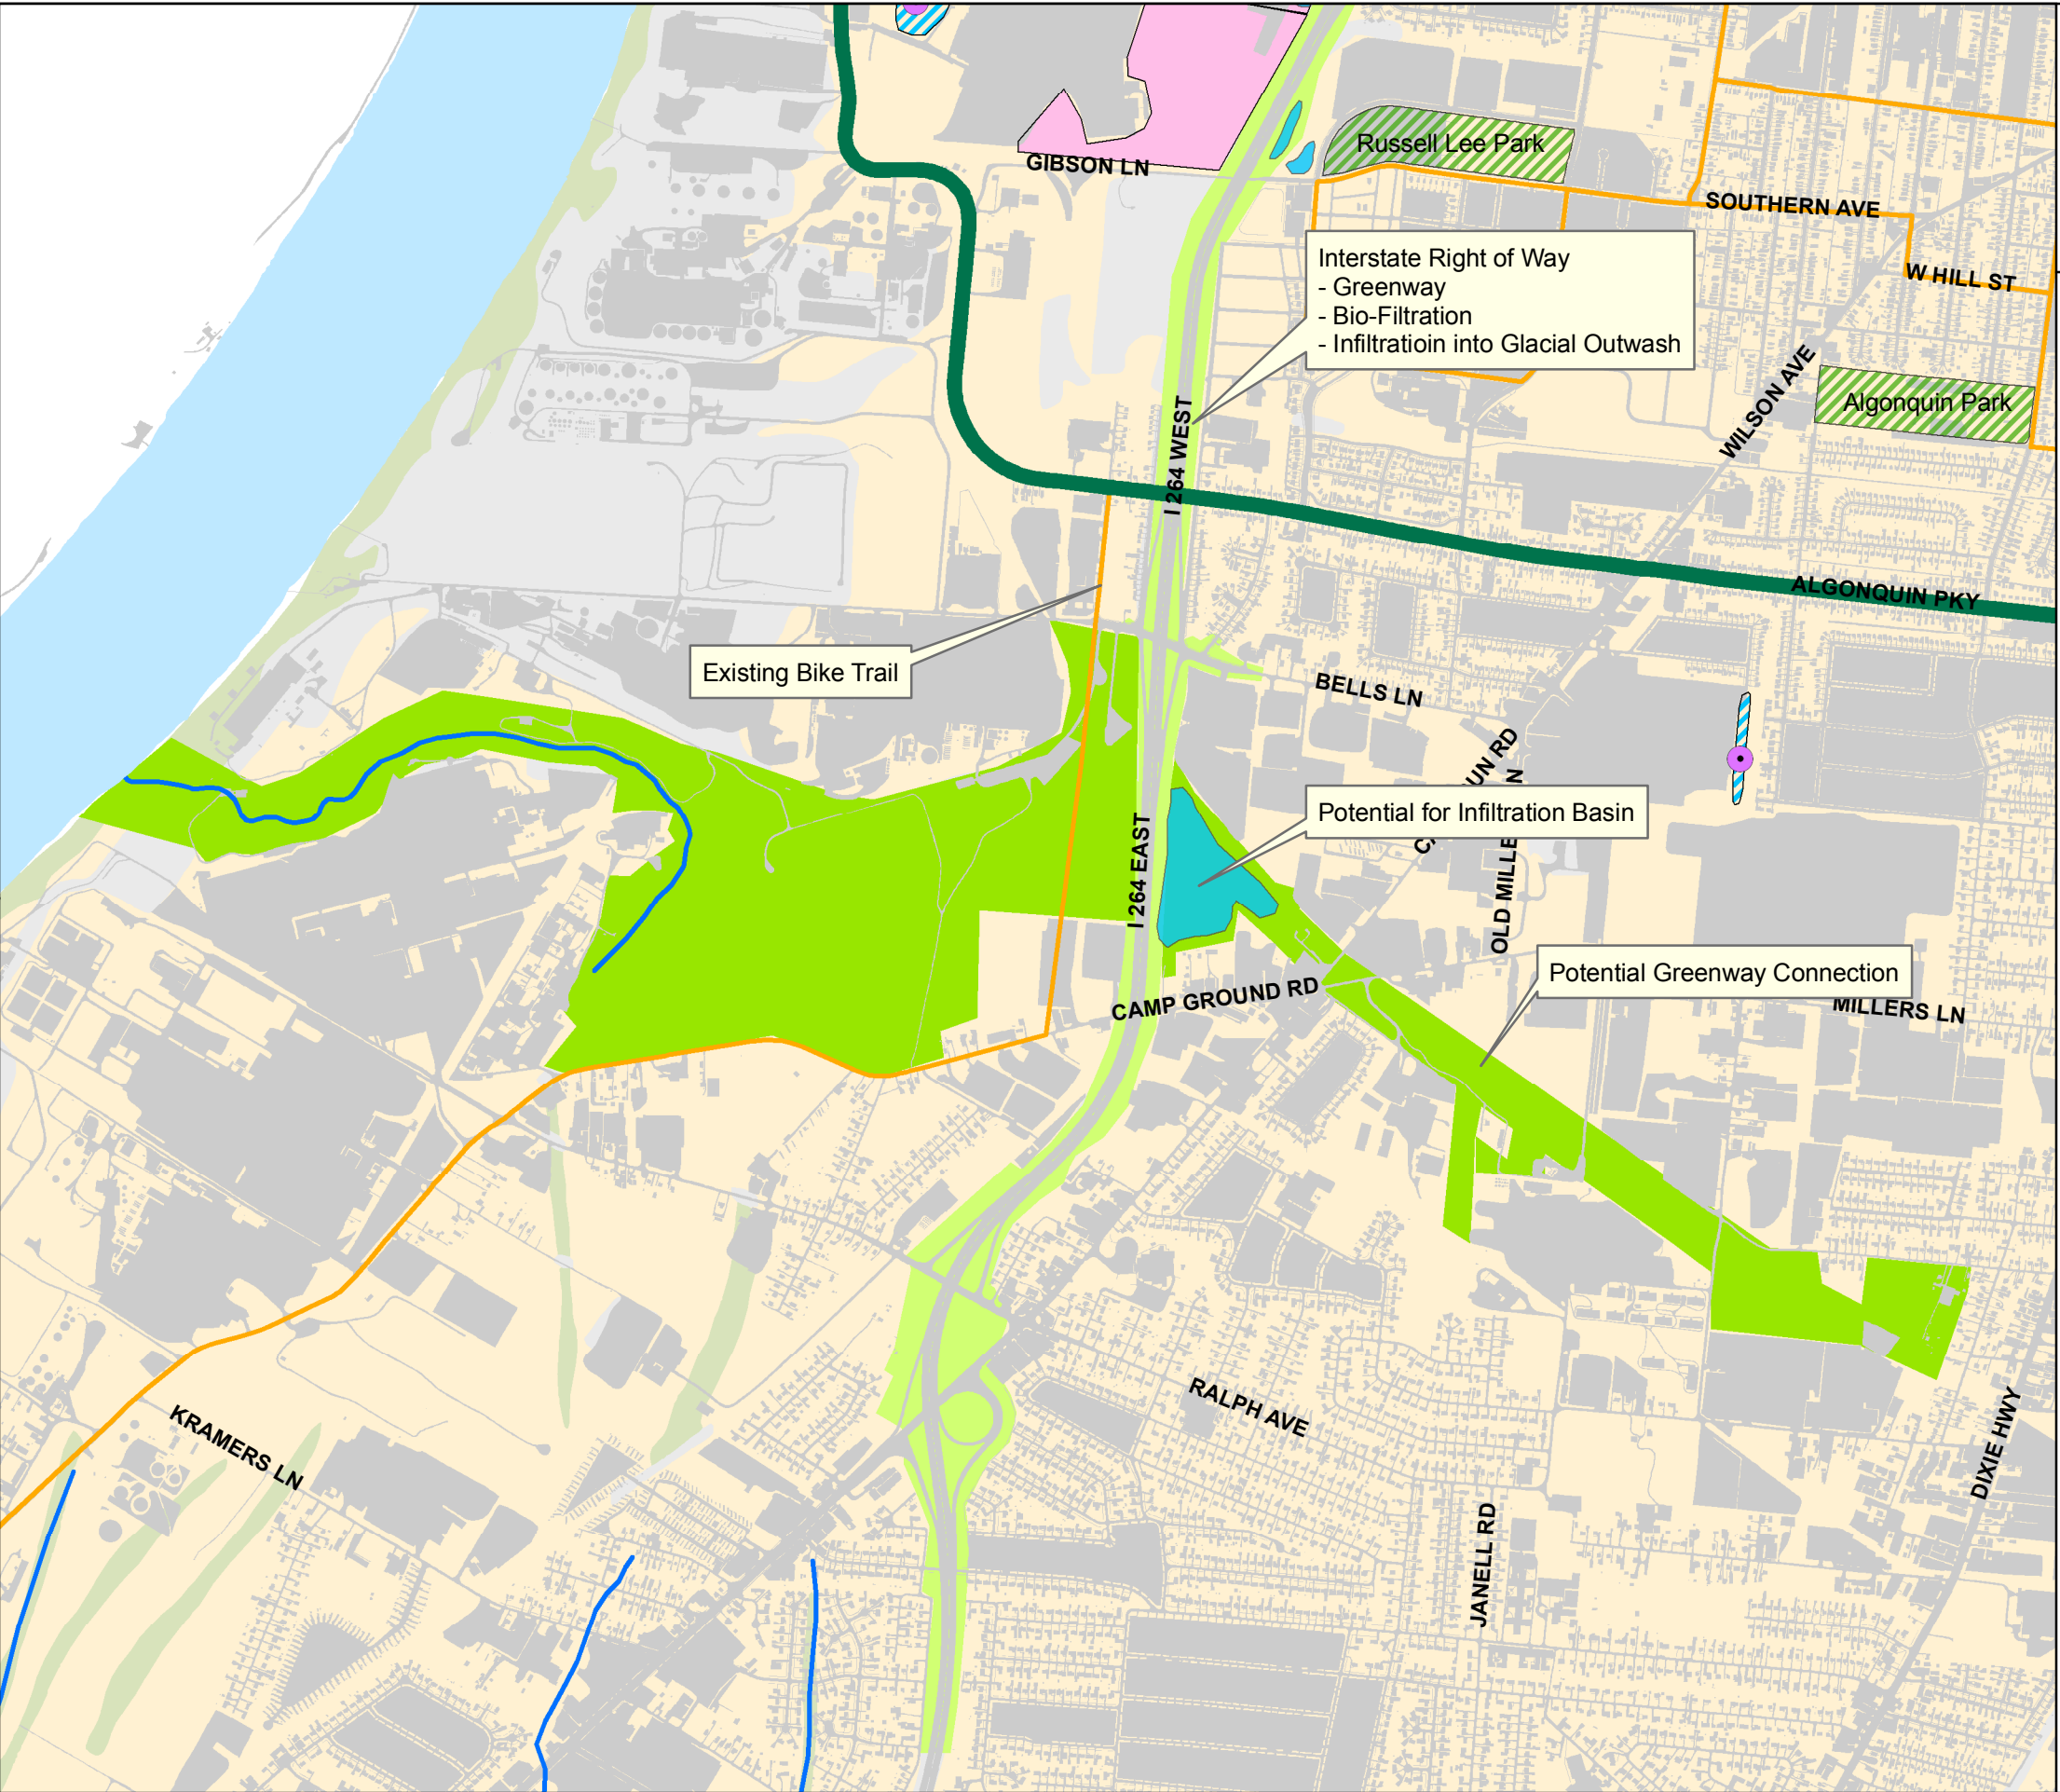 Russell Lee Park
GIBSON LN
SOUTHERN AVE
Interstate Right of Way
- Greenway
- Bio-Filtration
- Infiltratioin into Glacial Outwash
W HILL ST
WILSON AVE
Algonquin Park
I 264 WEST
ALGONQUIN PKY
Existing Bike Trail
BELLS LN
UN RD
Potential for Infiltration Basin
I 264 EAST
OLD MILLE
N
Potential Greenway Connection
CAMP GROUND RD
MILLERS LN
RALPH AVE
KRAMERS LN
DIXIE HWY
JANELL RD